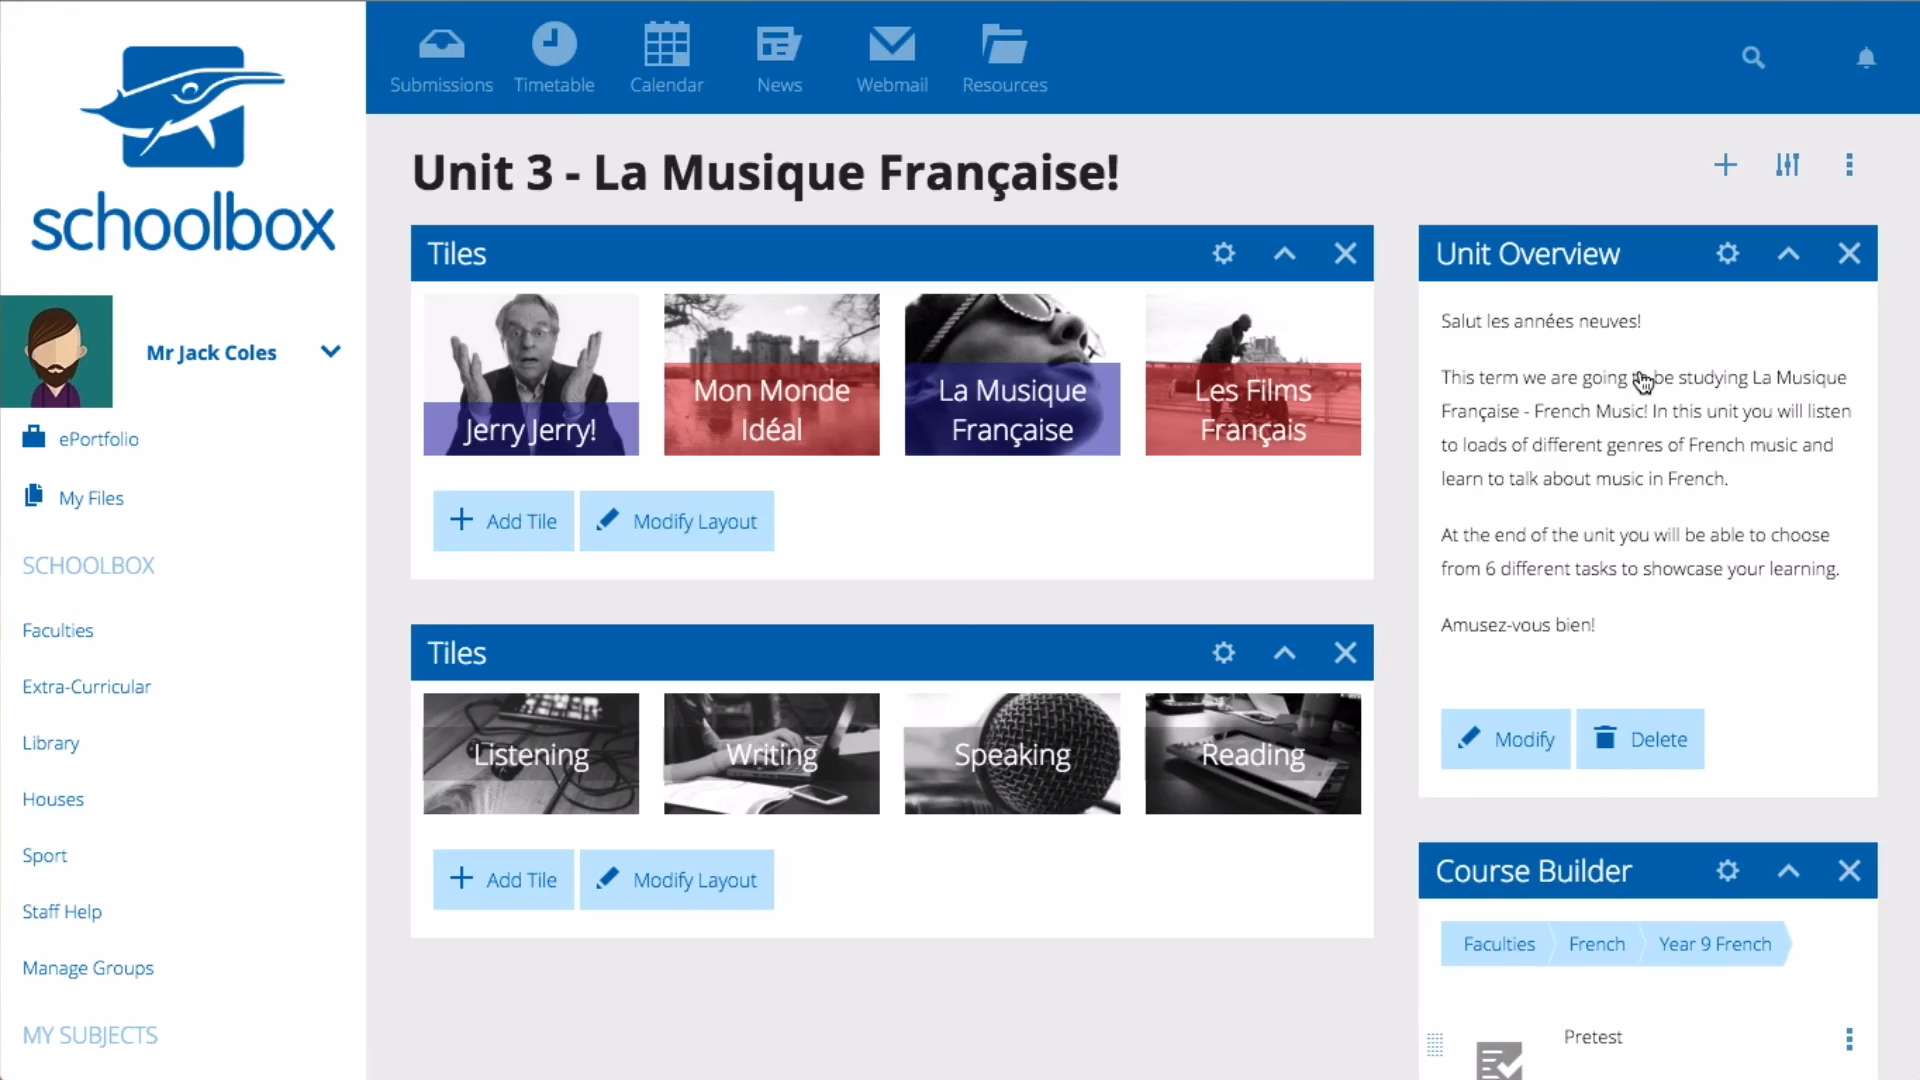 schoolbox
Mr Jack Coles
ePortfolio
My Files
SCHOOLBOX
Faculties
Extra-Curricular
Library
Houses
Sport
Staff Help
Manage Groups
MY SUBJECTS
Submissions
Timetable
Calendar
News
Webmail
Resources
Unit 3 - La Musique Française!
Tiles
Jerry Jerry!
Mon Monde
Idéal
La Musique
Française
Les Films
Français
Add Tile
Modify Layout
Tiles
Listening
Writing
Speaking
Reading
Add Tile
Modify Layout
Unit Overview
Salut les années neuves!
This term we are going be studying La Musique
Française - French Music! In this unit you will listen
to loads of different genres of French music and
learn to talk about music in French.
At the end of the unit you will be able to choose
from 6 different tasks to showcase your learning.
Amusez-vous bien!
Modify
Delete
Course Builder
Faculties
French
Year 9 French
Pretest